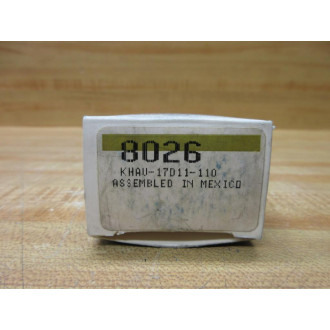 8026
KHAU-17D11-110
ASSEMBLED IN MEXICO